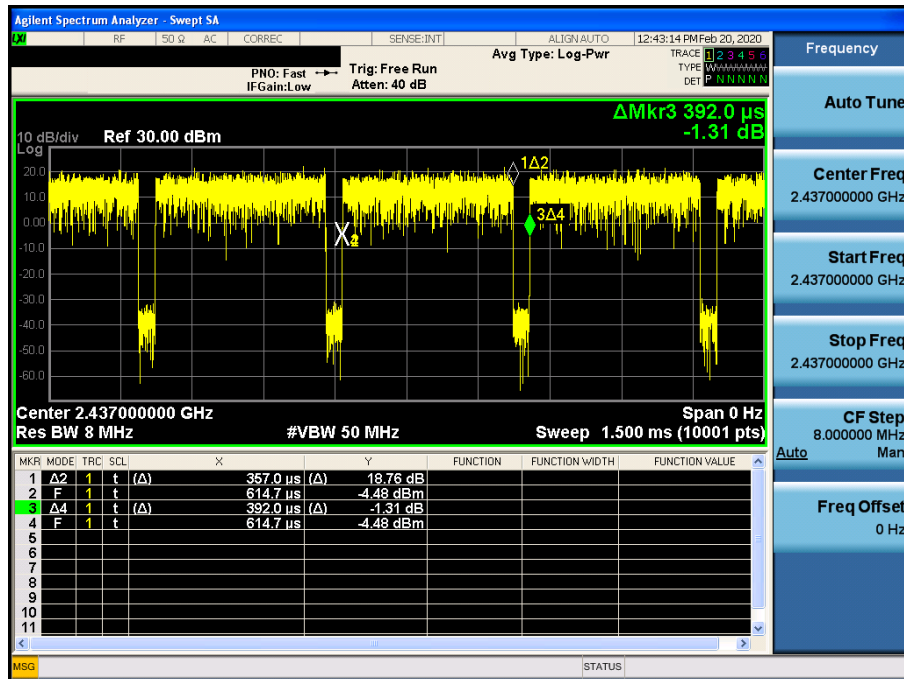 Agilent Spectrum Analyzer - Swept SA
LXI RF 50 Ω AC CORREC SENSE:INT ALIGN AUTO 12:43:14 PM Feb 20, 2020
Frequency
PNO: Fast
IFGain:Low
Trig: Free Run
Atten: 40 dB
Avg Type: Log-Pwr
TRACE 1 2 3 4 5 6
TYPE WWWWWWW
DET P N N N N N
Auto Tune
ΔMkr3 392.0 µs
-1.31 dB
10 dB/div Ref 30.00 dBm
Log
1Δ2
3Δ4
20.0
10.0
0.00
-10.0
-20.0
-30.0
-40.0
-50.0
-60.0
Center Freq
2.437000000 GHz
Start Freq
2.437000000 GHz
Stop Freq
2.437000000 GHz
CF Step
8.000000 MHz
Auto Man
Freq Offset
0 Hz
Center 2.437000000 GHz Span 0 Hz
Res BW 8 MHz #VBW 50 MHz Sweep 1.500 ms (10001 pts)
MKR MODE TRC SCL X Y FUNCTION FUNCTION WIDTH FUNCTION VALUE
1 Δ2 1 t (Δ) 357.0 µs (Δ) 18.76 dB
2 F 1 t 614.7 µs -4.48 dBm
3 Δ4 1 t (Δ) 392.0 µs (Δ) -1.31 dB
4 F 1 t 614.7 µs -4.48 dBm
5
6
7
8
9
10
11
MSG STATUS